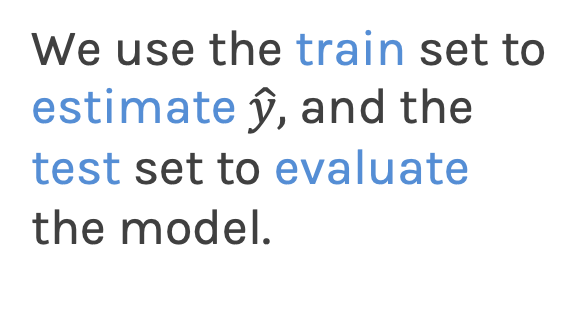 We use the train set to
estimate ŷ, and the
test set to evaluate
the model.